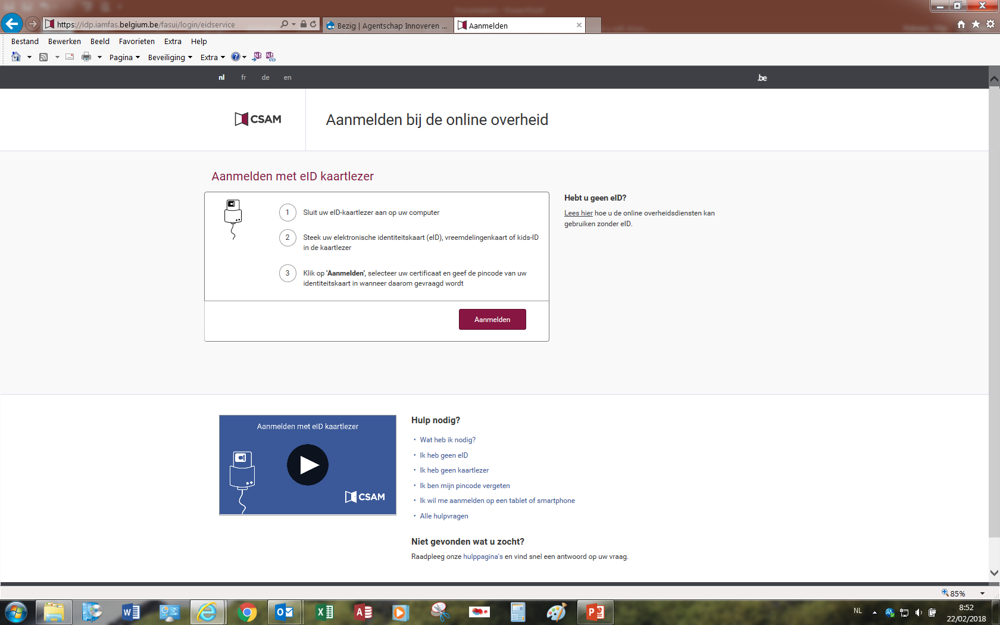 https://idp.iamfas.belgium.be/fasui/login/eidservice
Bezig | Agentschap Innoveren ...
Aanmelden
Bestand Bewerken Beeld Favorieten Extra Help
Pagina Beveiliging Extra
nl fr de en
.be
CSAM
Aanmelden bij de online overheid
Aanmelden met eID kaartlezer
1 Sluit uw eID-kaartlezer aan op uw computer
2 Steek uw elektronische identiteitskaart (eID), vreemdelingenkaart of kids-ID
in de kaartlezer
3 Klik op 'Aanmelden', selecteer uw certificaat en geef de pincode van uw
identiteitskaart in wanneer daarom gevraagd wordt
Aanmelden
Hebt u geen eID?
Lees hier hoe u de online overheidsdiensten kan
gebruiken zonder eID.
Aanmelden met eID kaartlezer
CSAM
Hulp nodig?
• Wat heb ik nodig?
• Ik heb geen eID
• Ik heb geen kaartlezer
• Ik ben mijn pincode vergeten
• Ik wil me aanmelden op een tablet of smartphone
• Alle hulpvragen
Niet gevonden wat u zocht?
Raadpleeg onze hulppagina's en vind snel een antwoord op uw vraag.
85%
NL
8:52
22/02/2018